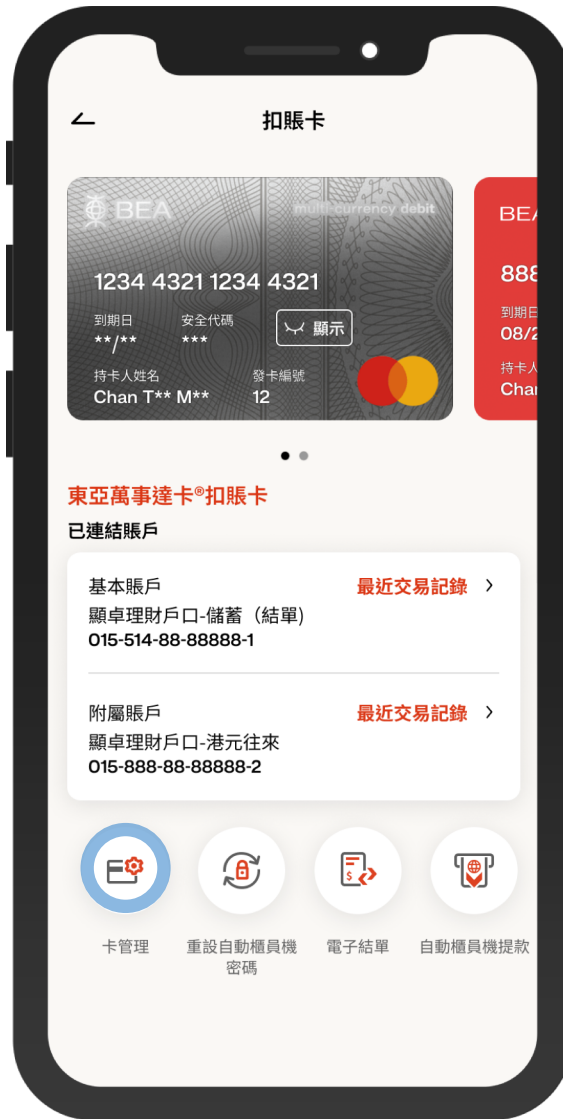 扣賬卡
BEA
multi-currency debit
1234 4321 1234 4321
到期日 安全代碼
**/** ***
顯示
持卡人姓名 發卡編號
Chan T** M** 12
BEA
888
到期日
08/2
持卡人
Chan
東亞萬事達卡®扣賬卡
已連結賬戶
基本賬戶 最近交易記錄
顯卓理財戶口-儲蓄（結單)
015-514-88-88888-1
附屬賬戶 最近交易記錄
顯卓理財戶口-港元往來
015-888-88-88888-2
卡管理
重設自動櫃員機
密碼
電子結單
自動櫃員機提款